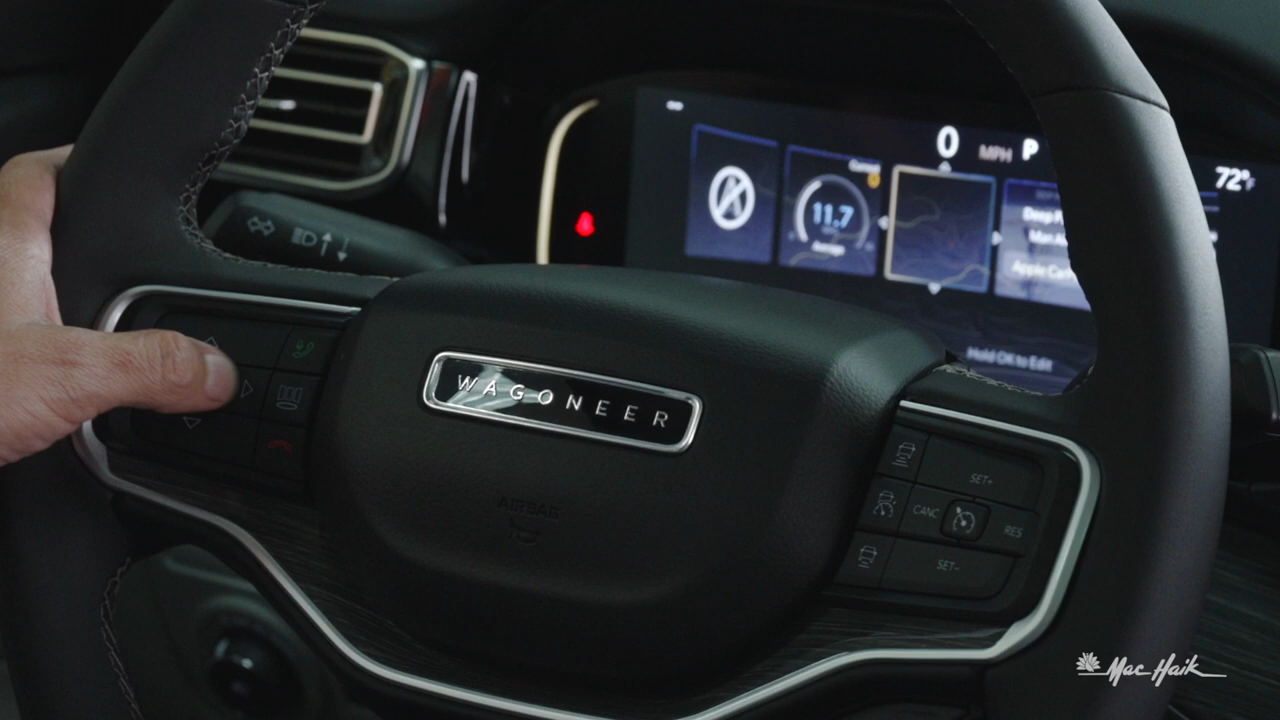 0 MPH P
72°F
Current
11.7
Average
Apple Car
Hold OK to Edit
WAGONEER
AIRBAG
SET+
CANC
RES
SET-
Mac Haik